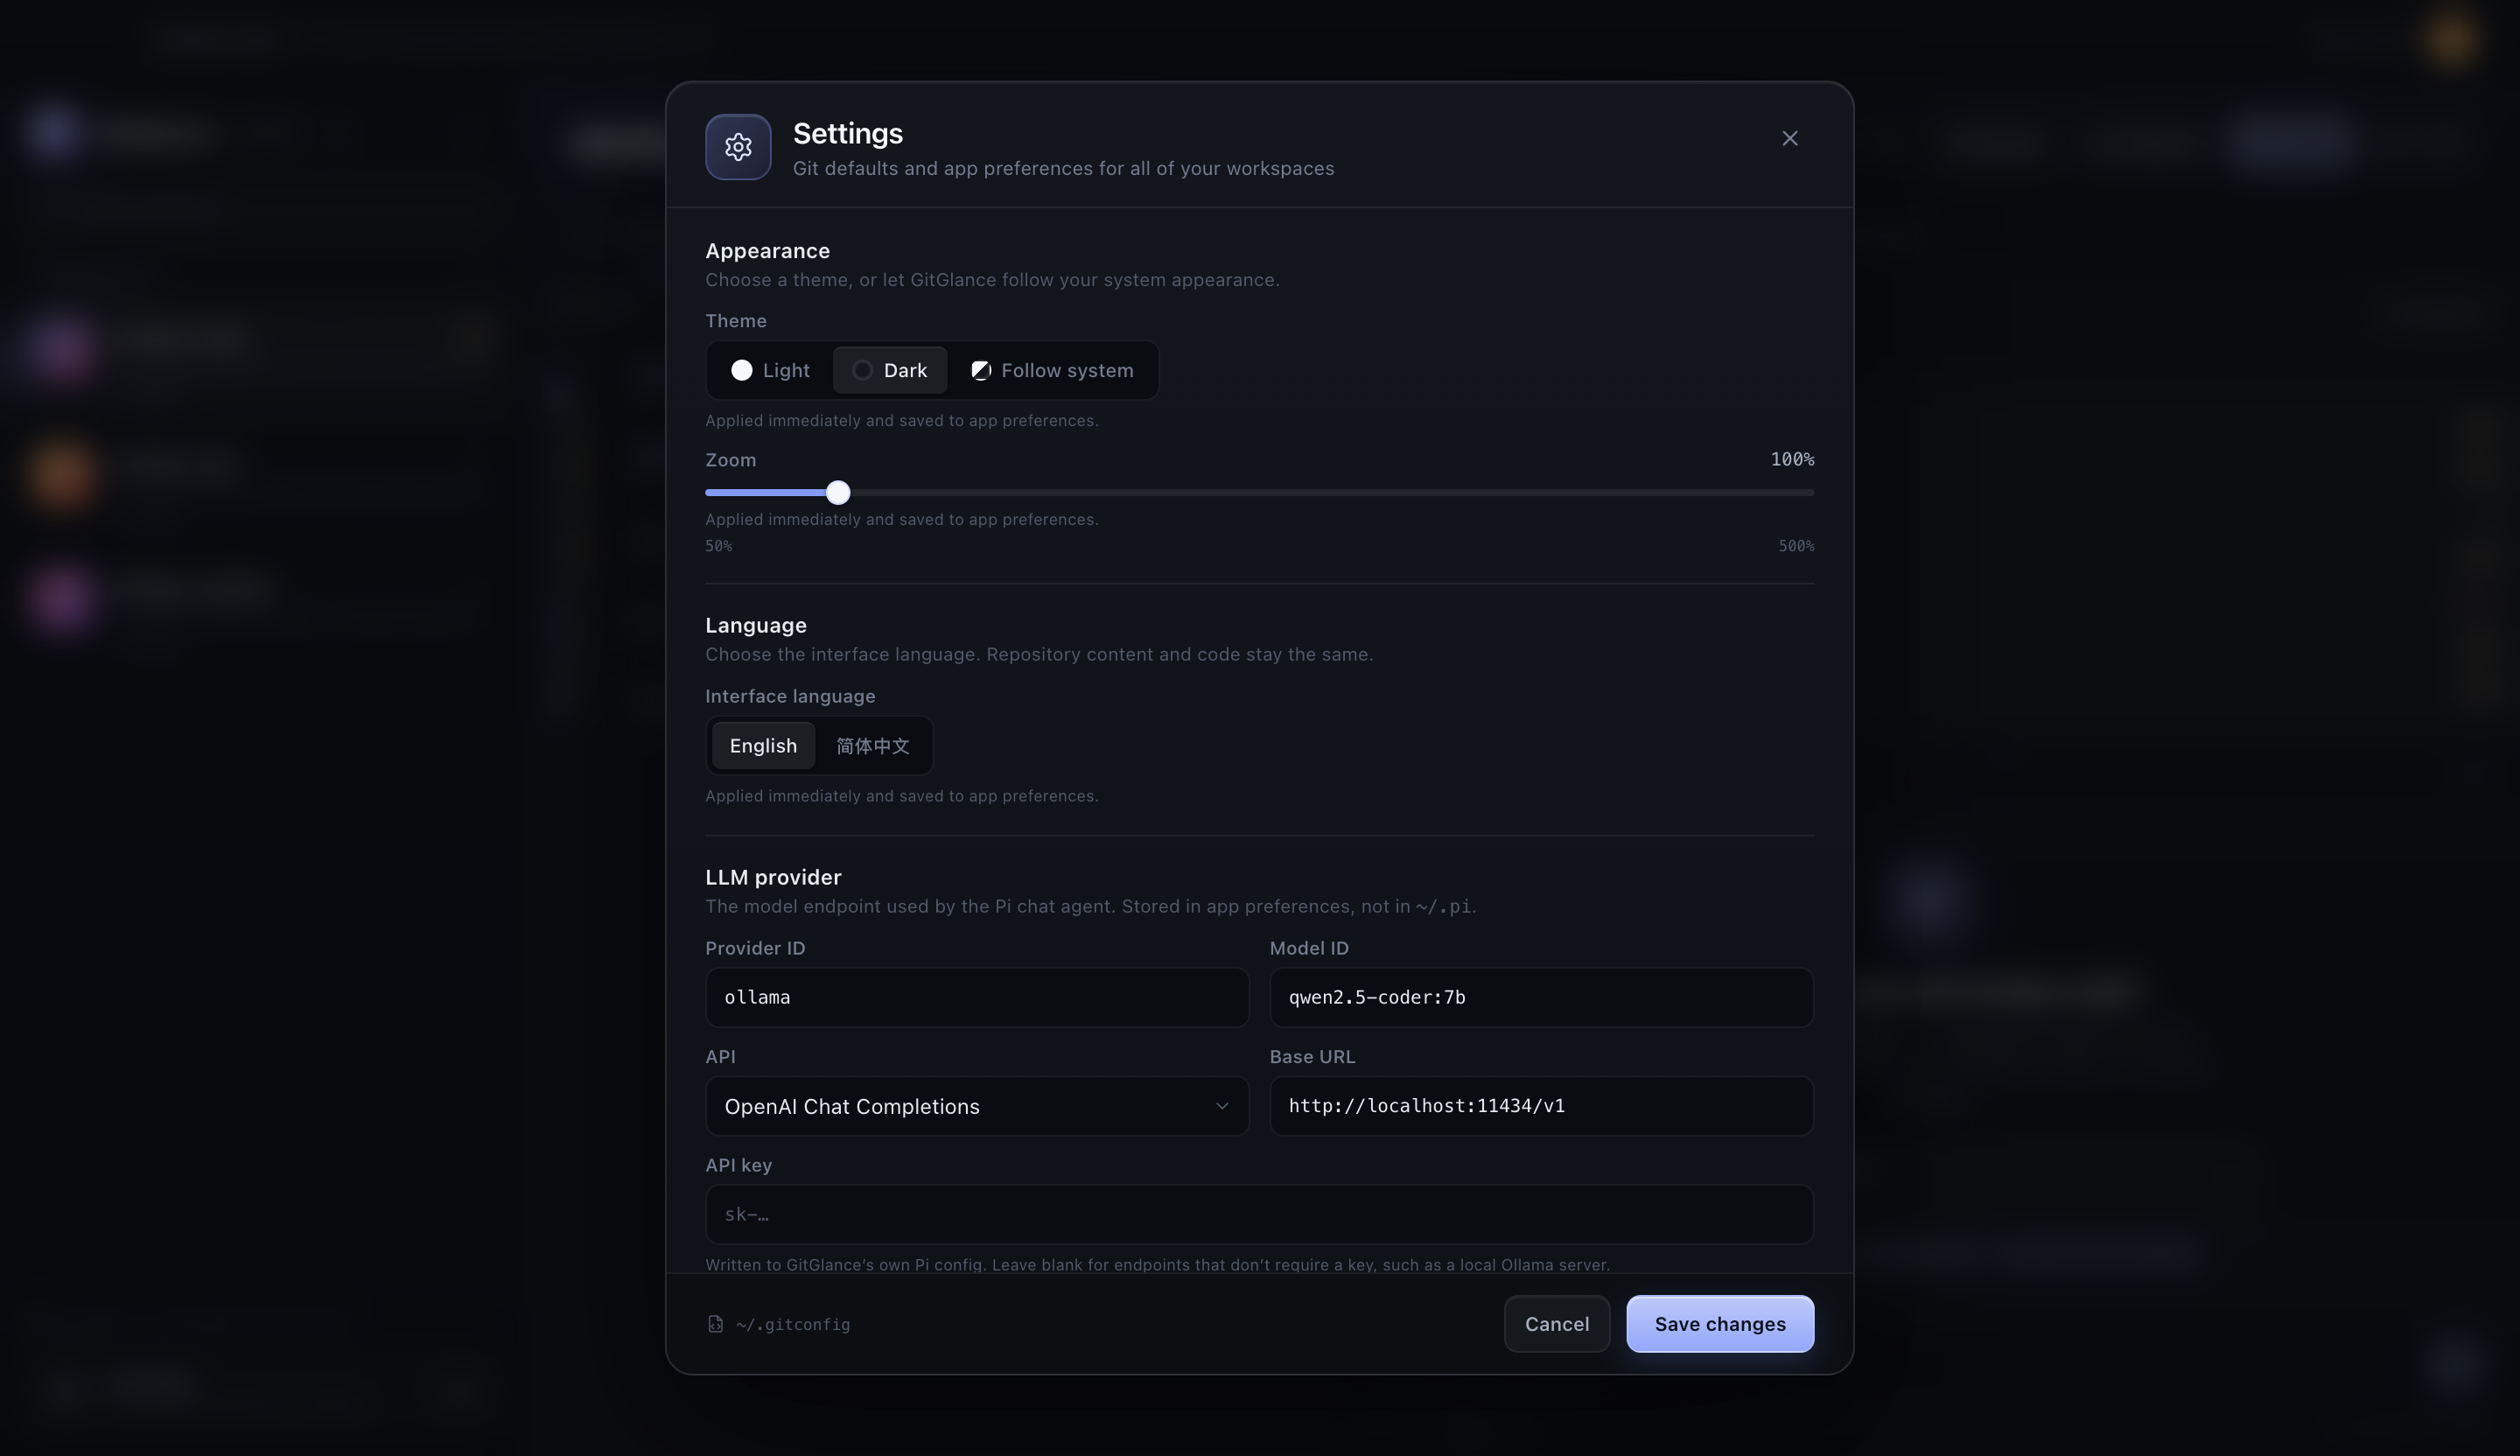 Settings
Git defaults and app preferences for all of your workspaces
Appearance
Choose a theme, or let GitGlance follow your system appearance.
Theme
Light
Dark
Follow system
Applied immediately and saved to app preferences.
Zoom
100%
Applied immediately and saved to app preferences.
50%
500%
Language
Choose the interface language. Repository content and code stay the same.
Interface language
English
简体中文
Applied immediately and saved to app preferences.
LLM provider
The model endpoint used by the Pi chat agent. Stored in app preferences, not in ~/.pi.
Provider ID
Model ID
ollama
qwen2.5-coder:7b
API
Base URL
OpenAI Chat Completions
http://localhost:11434/v1
API key
sk-…
Written to GitGlance’s own Pi config. Leave blank for endpoints that don’t require a key, such as a local Ollama server.
~/.gitconfig
Cancel
Save changes